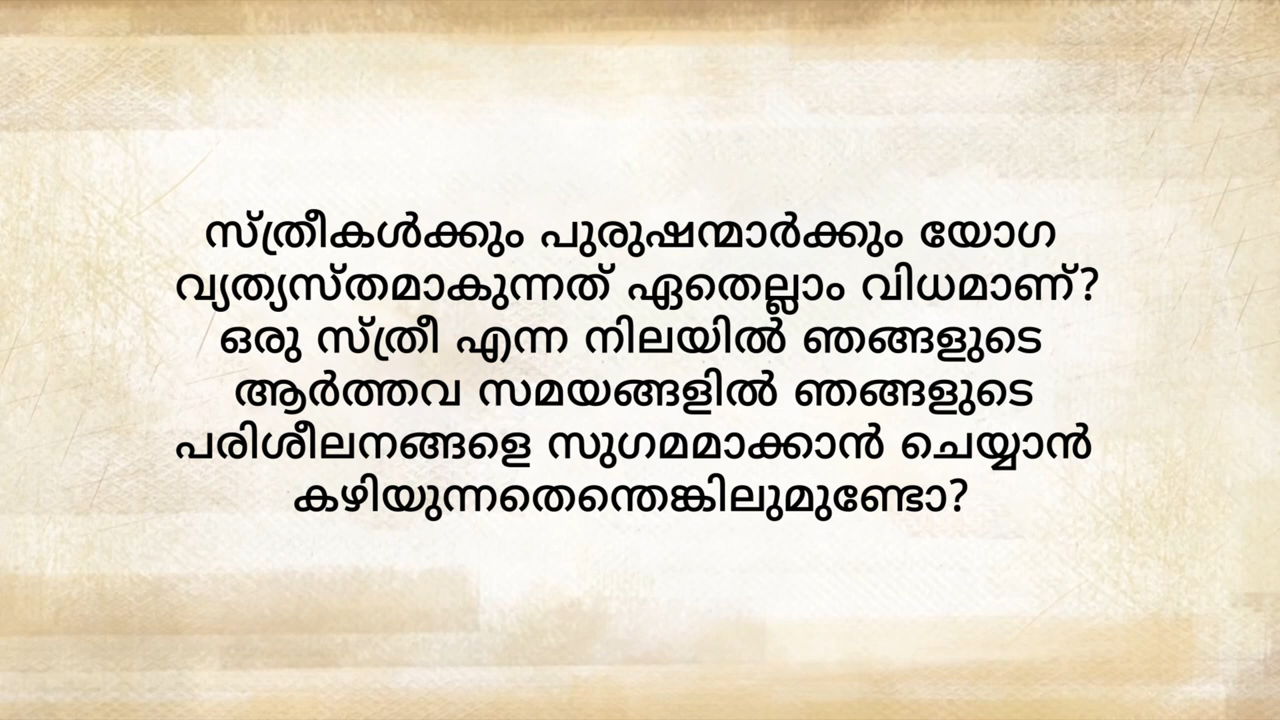 സ്ത്രീകൾക്കും പുരുഷന്മാർക്കും യോഗ
വ്യത്യസ്തമാകുന്നത് ഏതെല്ലാം വിധമാണ്?
ഒരു സ്ത്രീ എന്ന നിലയിൽ ഞങ്ങളുടെ
ആർത്തവ സമയങ്ങളിൽ ഞങ്ങളുടെ
പരിശീലനങ്ങളെ സുഗമമാക്കാൻ ചെയ്യാൻ
കഴിയുന്നതെന്തെങ്കിലുമുണ്ടോ?